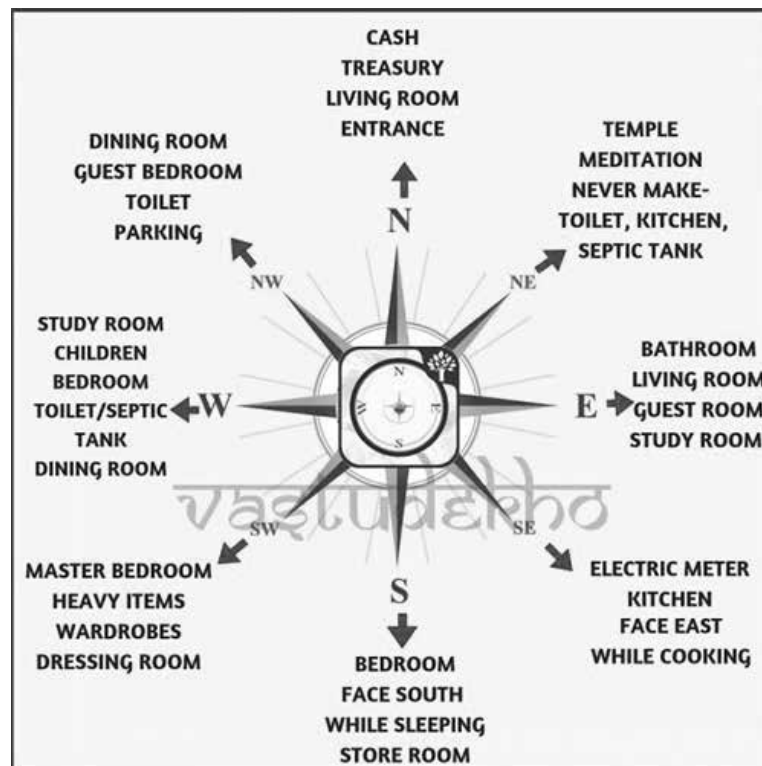 CASH
TREASURY
LIVING ROOM
ENTRANCE
DINING ROOM
GUEST BEDROOM
TOILET
PARKING
TEMPLE
MEDITATION
NEVER MAKE-
TOILET, KITCHEN,
SEPTIC TANK
N
NW
NE
STUDY ROOM
CHILDREN
BEDROOM
TOILET/SEPTIC
TANK
DINING ROOM
W
N
W
E
S
E
BATHROOM
LIVING ROOM
GUEST ROOM
STUDY ROOM
vastudekho
SW
SE
MASTER BEDROOM
HEAVY ITEMS
WARDROBES
DRESSING ROOM
S
BEDROOM
FACE SOUTH
WHILE SLEEPING
STORE ROOM
ELECTRIC METER
KITCHEN
FACE EAST
WHILE COOKING